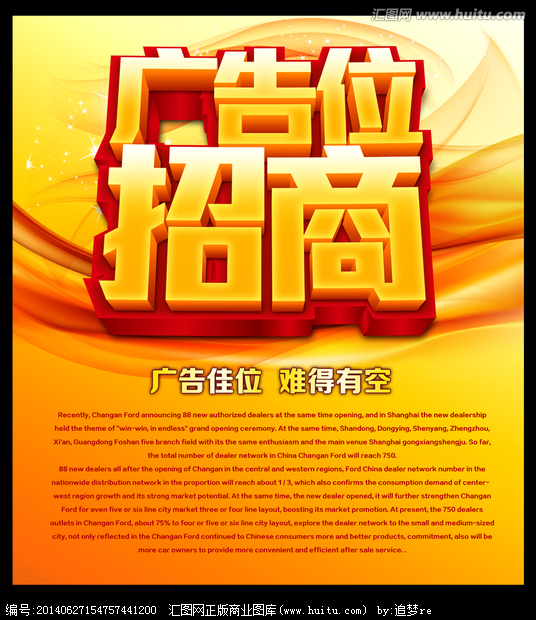 汇图网 www.huitu.com
广告位
招商
广告佳位 难得有空
Recently, Changan Ford announcing 88 new authorized dealers at the same time opening, and in Shanghai the new dealership
held the theme of "win-win, in endless" grand opening ceremony. At the same time, Shandong, Dongying, Shenyang, Zhengzhou,
Xi'an, Guangdong Foshan five branch field with its the same enthusiasm and the main venue Shanghai gongxiangshengju. So far,
the total number of dealer network in China Changan Ford will reach 750.
88 new dealers all after the opening of Changan in the central and western regions, Ford China dealer network number in the
nationwide distribution network in the proportion will reach about 1/3, which also confirms the consumption demand of center-
west region growth and its strong market potential. At the same time, the new dealer opened, it will further strengthen Changan
Ford for even five or six line city market three or four line layout, boosting its market promotion. At present, the 750 dealers
outlets in Changan Ford, about 75% to four or five or six line city layout, explore the dealer network to the small and medium-sized
city, not only reflected in the Changan Ford continued to Chinese consumers more and better products, commitment, also will be
more car owners to provide more convenient and efficient after sale service. .
编号:20140627154757441200 汇图网正版商业图库(www.huitu.com) by:追梦re